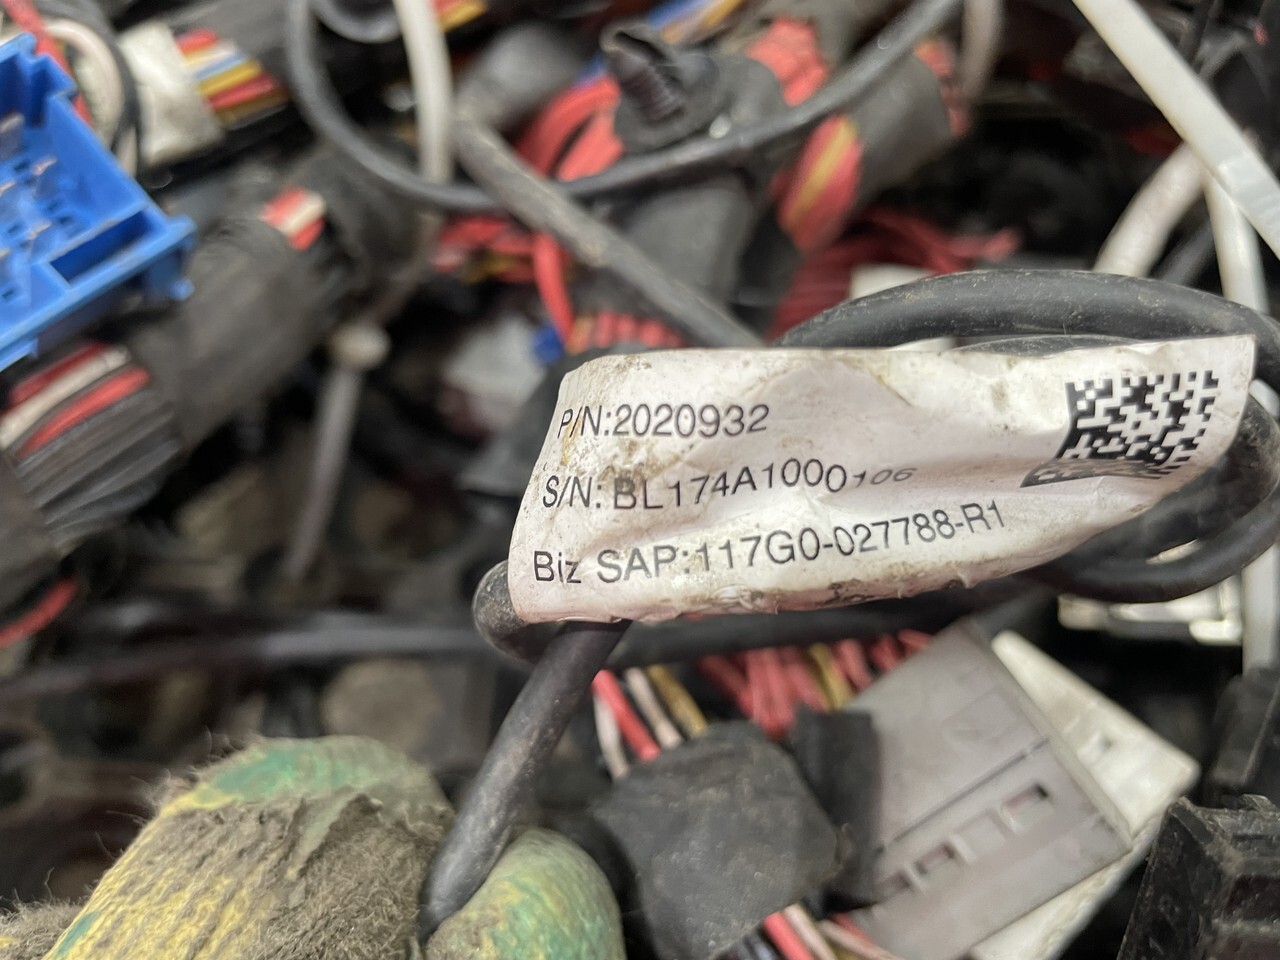 P/N:2020932
S/N: BL174A1000106
Biz SAP:117G0-027788-R1